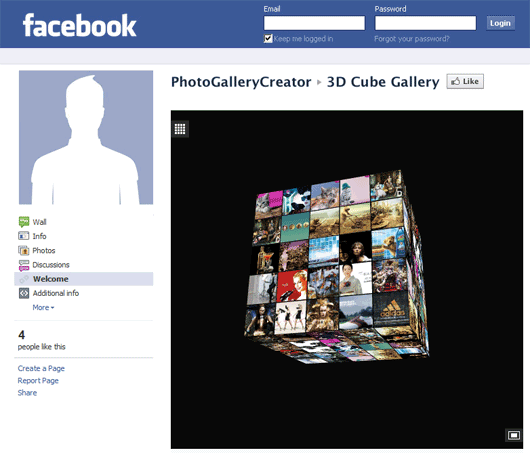 facebook
Email
Password
Login
Keep me logged in
Forgot your password?
PhotoGalleryCreator ▸ 3D Cube Gallery
Like
Wall
Info
Photos
Discussions
Welcome
Additional info
More
4
people like this
Create a Page
Report Page
Share
adidas